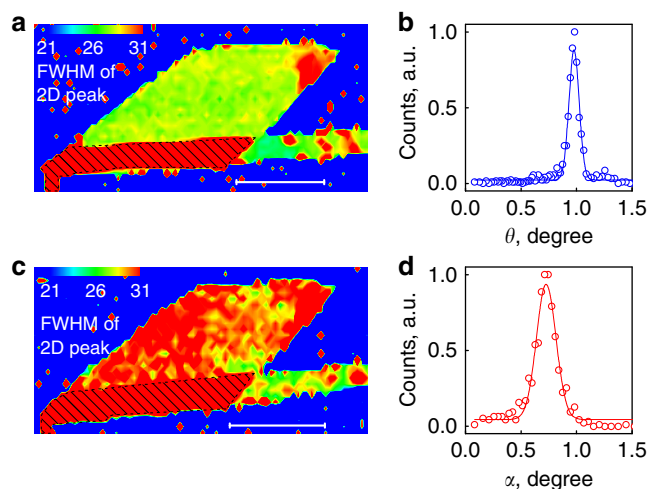 a
21 26 31
FWHM of
2D peak
b
Counts, a.u.
1.0
0.5
0.0
0.0 0.5 1.0 1.5
θ, degree
c
21 26 31
FWHM of
2D peak
d
Counts, a.u.
1.0
0.5
0.0
0.0 0.5 1.0 1.5
α, degree